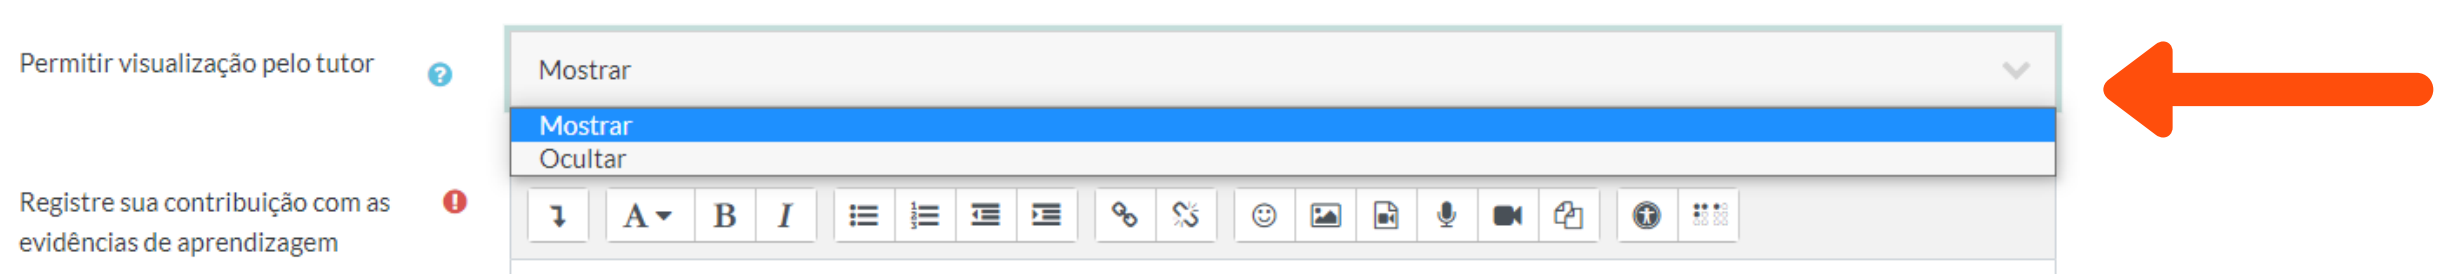 Permitir visualização pelo tutor
Mostrar
Mostrar
Ocultar
Registre sua contribuição com as
evidências de aprendizagem
A B I